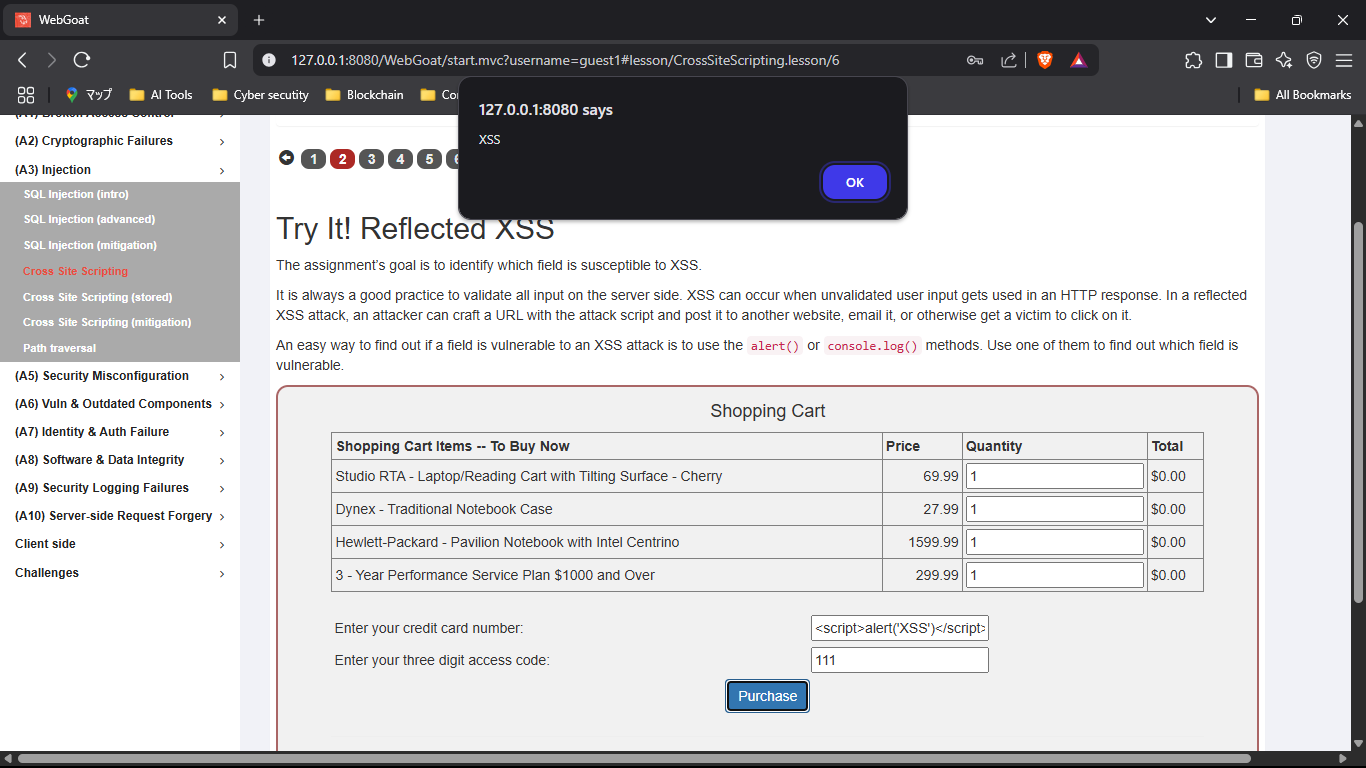 WebGoat
127.0.0.1:8080/WebGoat/start.mvc?username=guest1#lesson/CrossSiteScripting.lesson/6
マップ
AI Tools
Cyber secutity
Blockchain
All Bookmarks
127.0.0.1:8080 says
XSS
OK
(A2) Cryptographic Failures
(A3) Injection
SQL Injection (intro)
SQL Injection (advanced)
SQL Injection (mitigation)
Cross Site Scripting
Cross Site Scripting (stored)
Cross Site Scripting (mitigation)
Path traversal
(A5) Security Misconfiguration
(A6) Vuln & Outdated Components
(A7) Identity & Auth Failure
(A8) Software & Data Integrity
(A9) Security Logging Failures
(A10) Server-side Request Forgery
Client side
Challenges
1 2 3 4 5
Try It! Reflected XSS
The assignment's goal is to identify which field is susceptible to XSS.
It is always a good practice to validate all input on the server side. XSS can occur when unvalidated user input gets used in an HTTP response. In a reflected
XSS attack, an attacker can craft a URL with the attack script and post it to another website, email it, or otherwise get a victim to click on it.
An easy way to find out if a field is vulnerable to an XSS attack is to use the alert() or console.log() methods. Use one of them to find out which field is
vulnerable.
Shopping Cart
Shopping Cart Items -- To Buy Now Price Quantity Total
Studio RTA - Laptop/Reading Cart with Tilting Surface - Cherry 69.99 1 $0.00
Dynex - Traditional Notebook Case 27.99 1 $0.00
Hewlett-Packard - Pavilion Notebook with Intel Centrino 1599.99 1 $0.00
3 - Year Performance Service Plan $1000 and Over 299.99 1 $0.00
Enter your credit card number: <script>alert('XSS')</script>
Enter your three digit access code: 111
Purchase